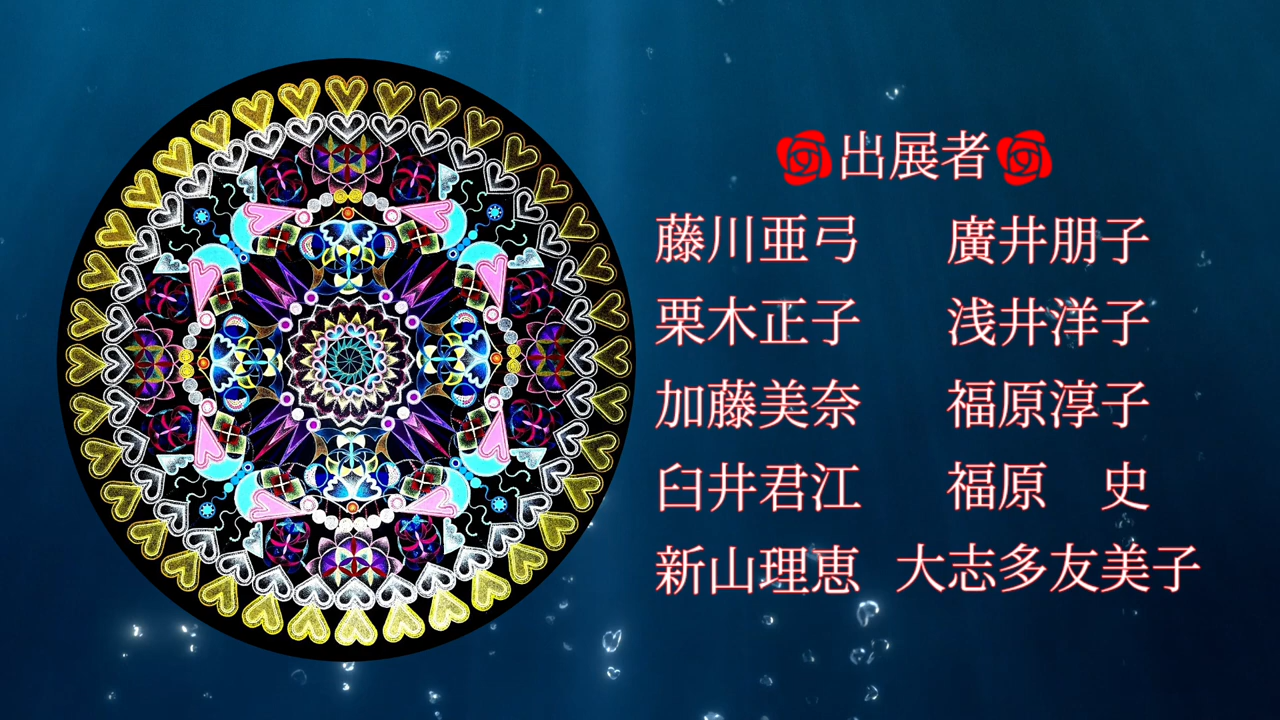 出展者
藤川亜弓 廣井朋子
栗木正子 浅井洋子
加藤美奈 福原淳子
臼井君江 福原　史
新山理恵 大志多友美子